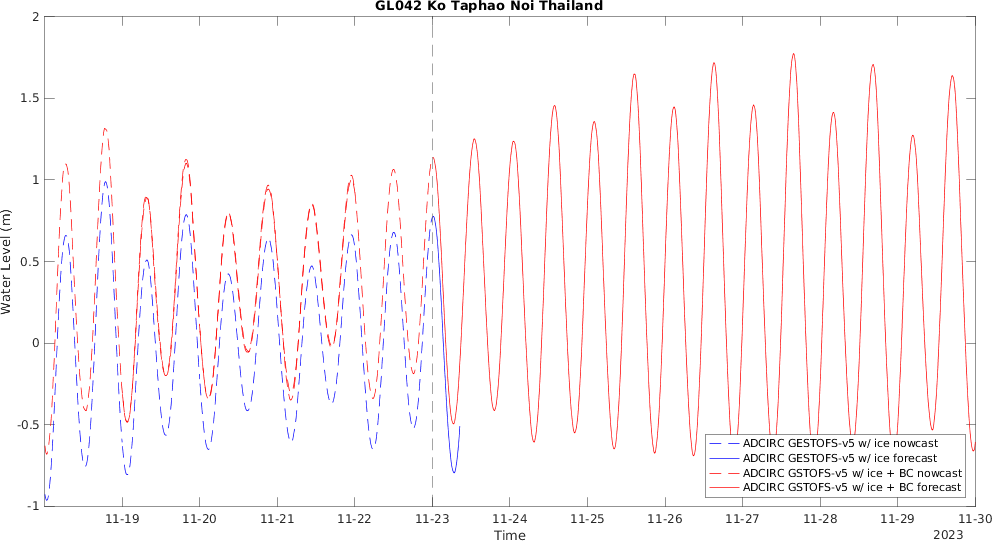 GL042 Ko Taphao Noi Thailand
2
1.5
1
0.5
0
-0.5
-1
Water Level (m)
ADCIRC GESTOFS-v5 w/ ice nowcast
ADCIRC GESTOFS-v5 w/ ice forecast
ADCIRC GSTOFS-v5 w/ ice + BC nowcast
ADCIRC GSTOFS-v5 w/ ice + BC forecast
11-19 11-20 11-21 11-22 11-23 11-24 11-25 11-26 11-27 11-28 11-29 11-30
Time
2023